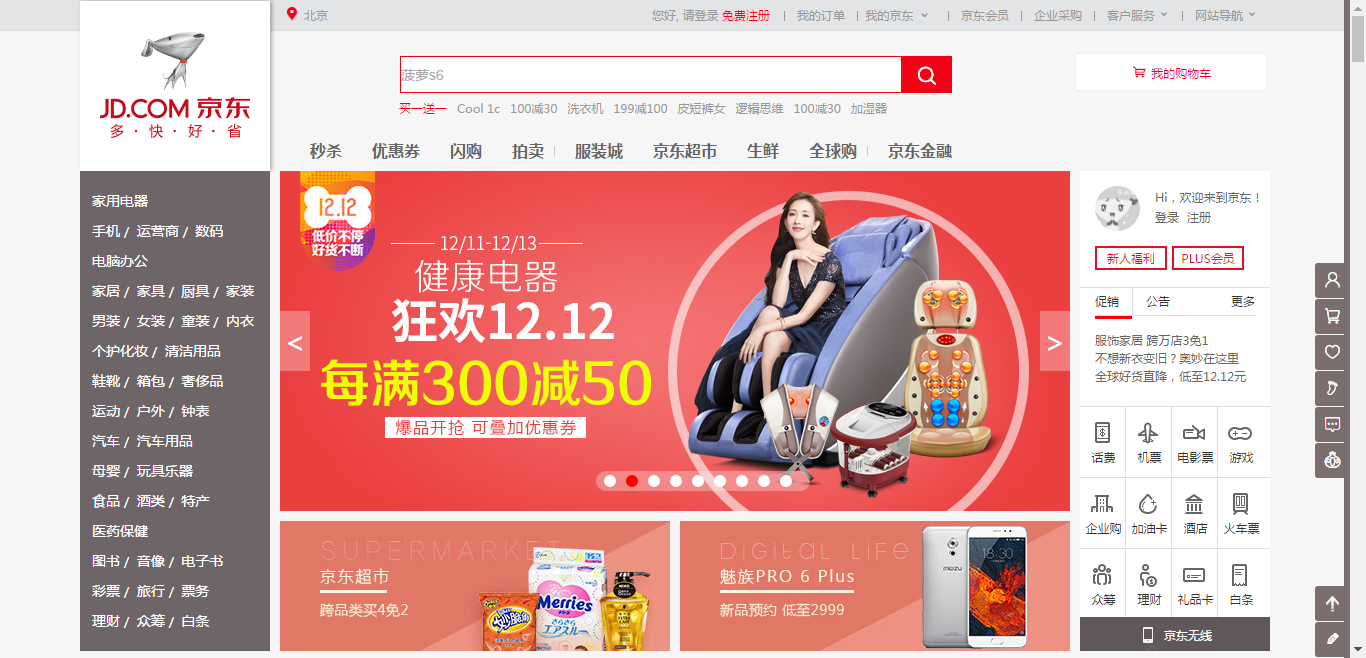 北京
您好, 请登录 免费注册 | 我的订单 | 我的京东 | 京东会员 | 企业采购 | 客户服务 | 网站导航
JD.COM 京东
多·快·好·省
菠萝s6
我的购物车
买一送一 Cool 1c 100减30 洗衣机 199减100 皮短裤女 逻辑思维 100减30 加湿器
秒杀 优惠券 闪购 拍卖 | 服装城 京东超市 生鲜 全球购 | 京东金融
家用电器
手机 / 运营商 / 数码
电脑办公
家居 / 家具 / 厨具 / 家装
男装 / 女装 / 童装 / 内衣
个护化妆 / 清洁用品
鞋靴 / 箱包 / 奢侈品
运动 / 户外 / 钟表
汽车 / 汽车用品
母婴 / 玩具乐器
食品 / 酒类 / 特产
医药保健
图书 / 音像 / 电子书
彩票 / 旅行 / 票务
理财 / 众筹 / 白条
12.12
低价不停
好货不断
12/11-12/13
健康电器
狂欢12.12
每满300减50
爆品开抢 可叠加优惠券
<
>
Hi，欢迎来到京东！
登录 注册
新人福利 PLUS会员
促销 公告 更多
服饰家居 跨万店3免1
不想新衣变旧？奥妙在这里
全球好货直降，低至12.12元
话费 机票 电影票 游戏
企业购 加油卡 酒店 火车票
众筹 理财 礼品卡 白条
京东无线
SUPERMARKET
京东超市
跨品类买4免2
Merries
さらさら
エアスルー
妙脆角
DiGitaL LiFe
魅族PRO 6 Plus
新品预约 低至2999
MEIZU
18:30